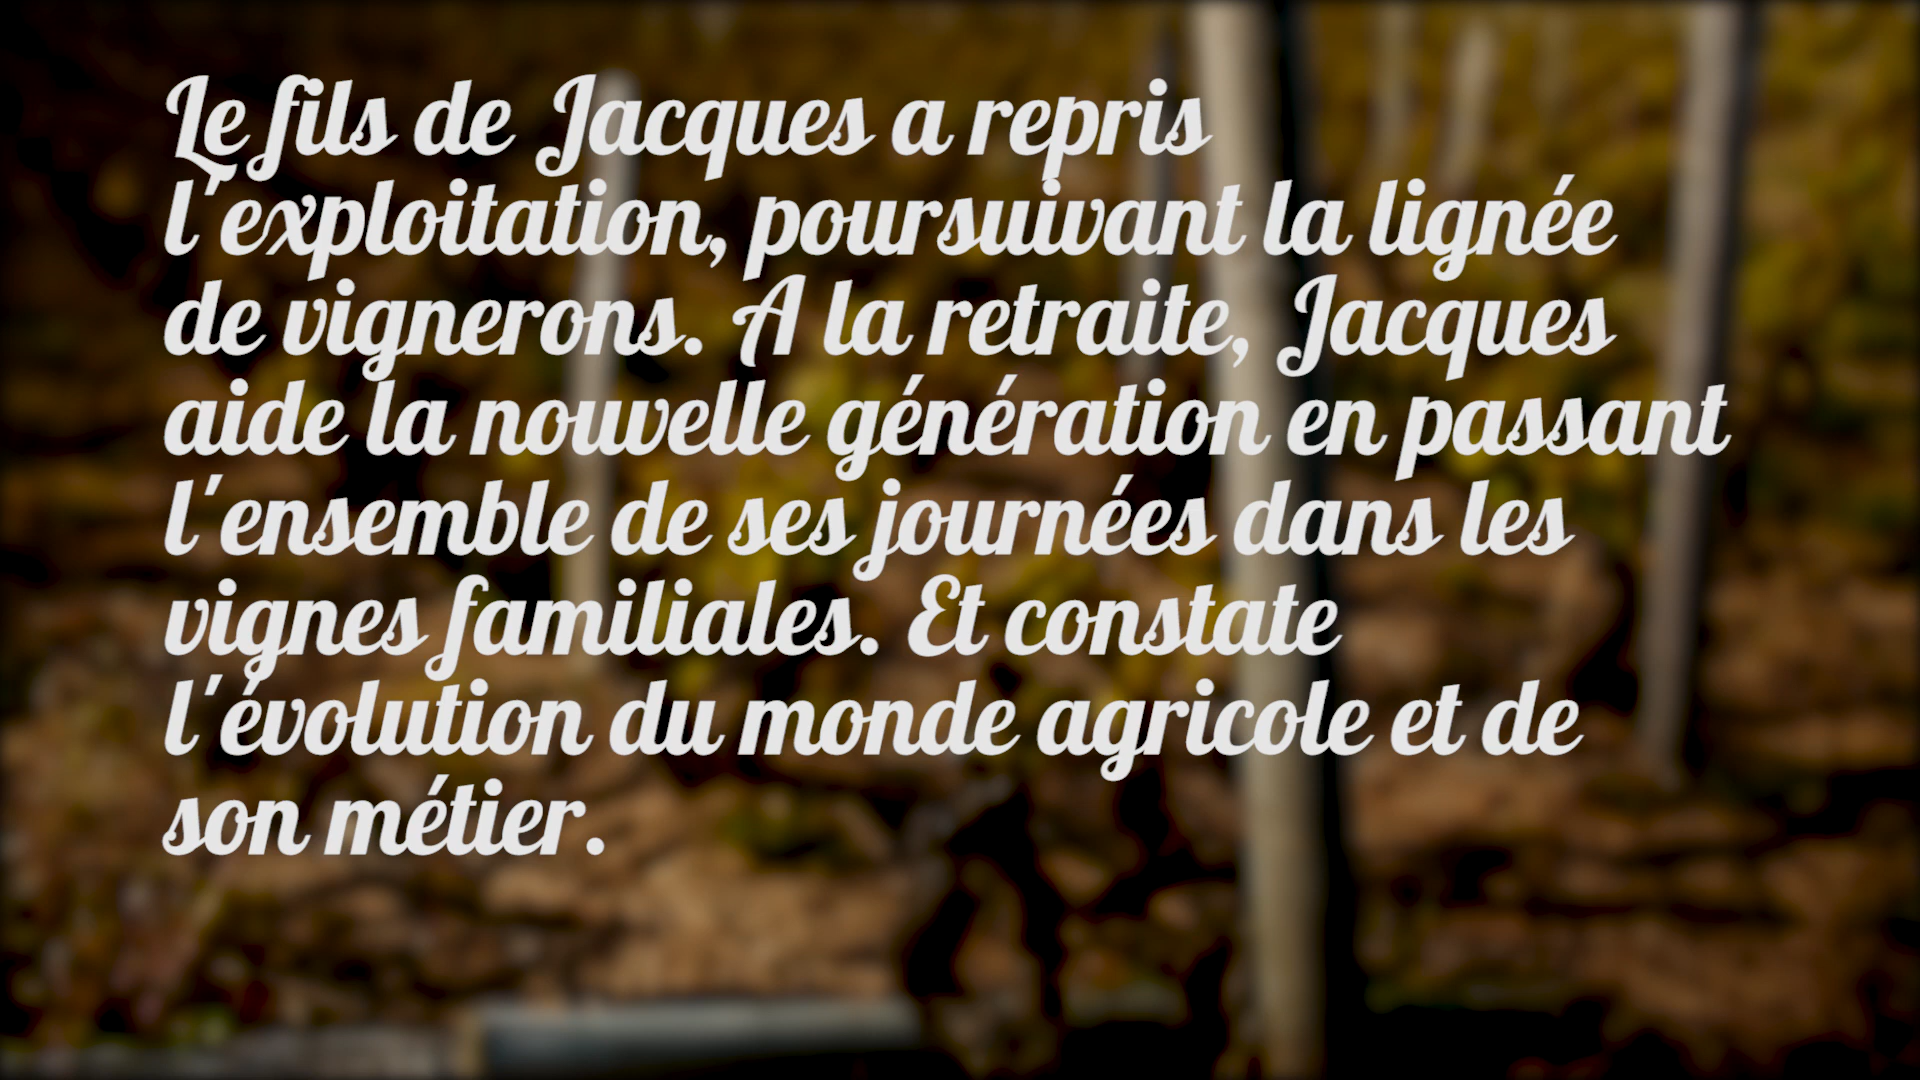 Le fils de Jacques a repris
l'exploitation, poursuivant la lignée
de vignerons. A la retraite, Jacques
aide la nouvelle génération en passant
l'ensemble de ses journées dans les
vignes familiales. Et constate
l'évolution du monde agricole et de
son métier.